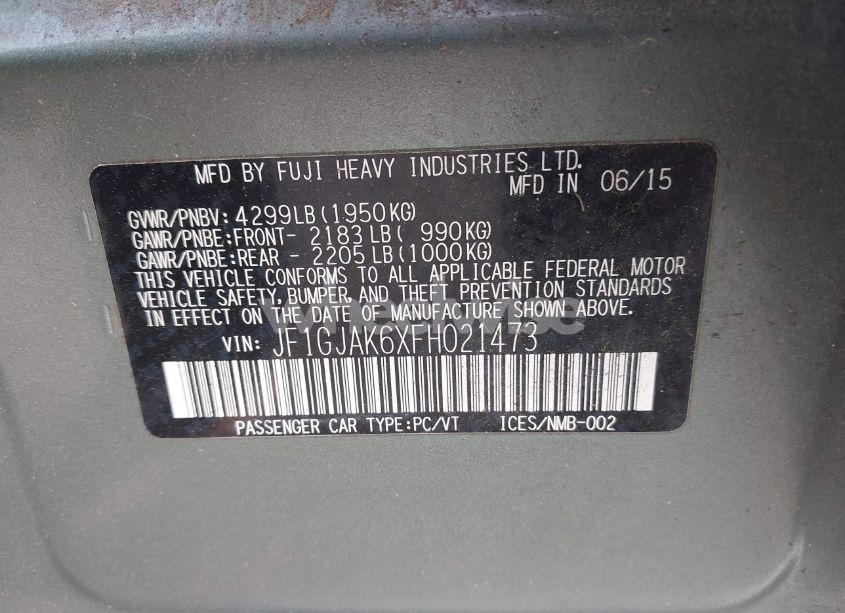 MFD BY FUJI HEAVY INDUSTRIES LTD.
MFD IN 06/15
GVWR/PNBV: 4299LB(1950KG)
GAWR/PNBE:FRONT- 2183LB( 990KG)
GAWR/PNBE:REAR - 2205LB(1000KG)
THIS VEHICLE CONFORMS TO ALL APPLICABLE FEDERAL MOTOR
VEHICLE SAFETY, BUMPER, AND THEFT PREVENTION STANDARDS
IN EFFECT ON THE DATE OF MANUFACTURE SHOWN ABOVE.
VIN: JF1GJAK6XFH021473
PASSENGER CAR TYPE:PC/VT ICES/NMB-002